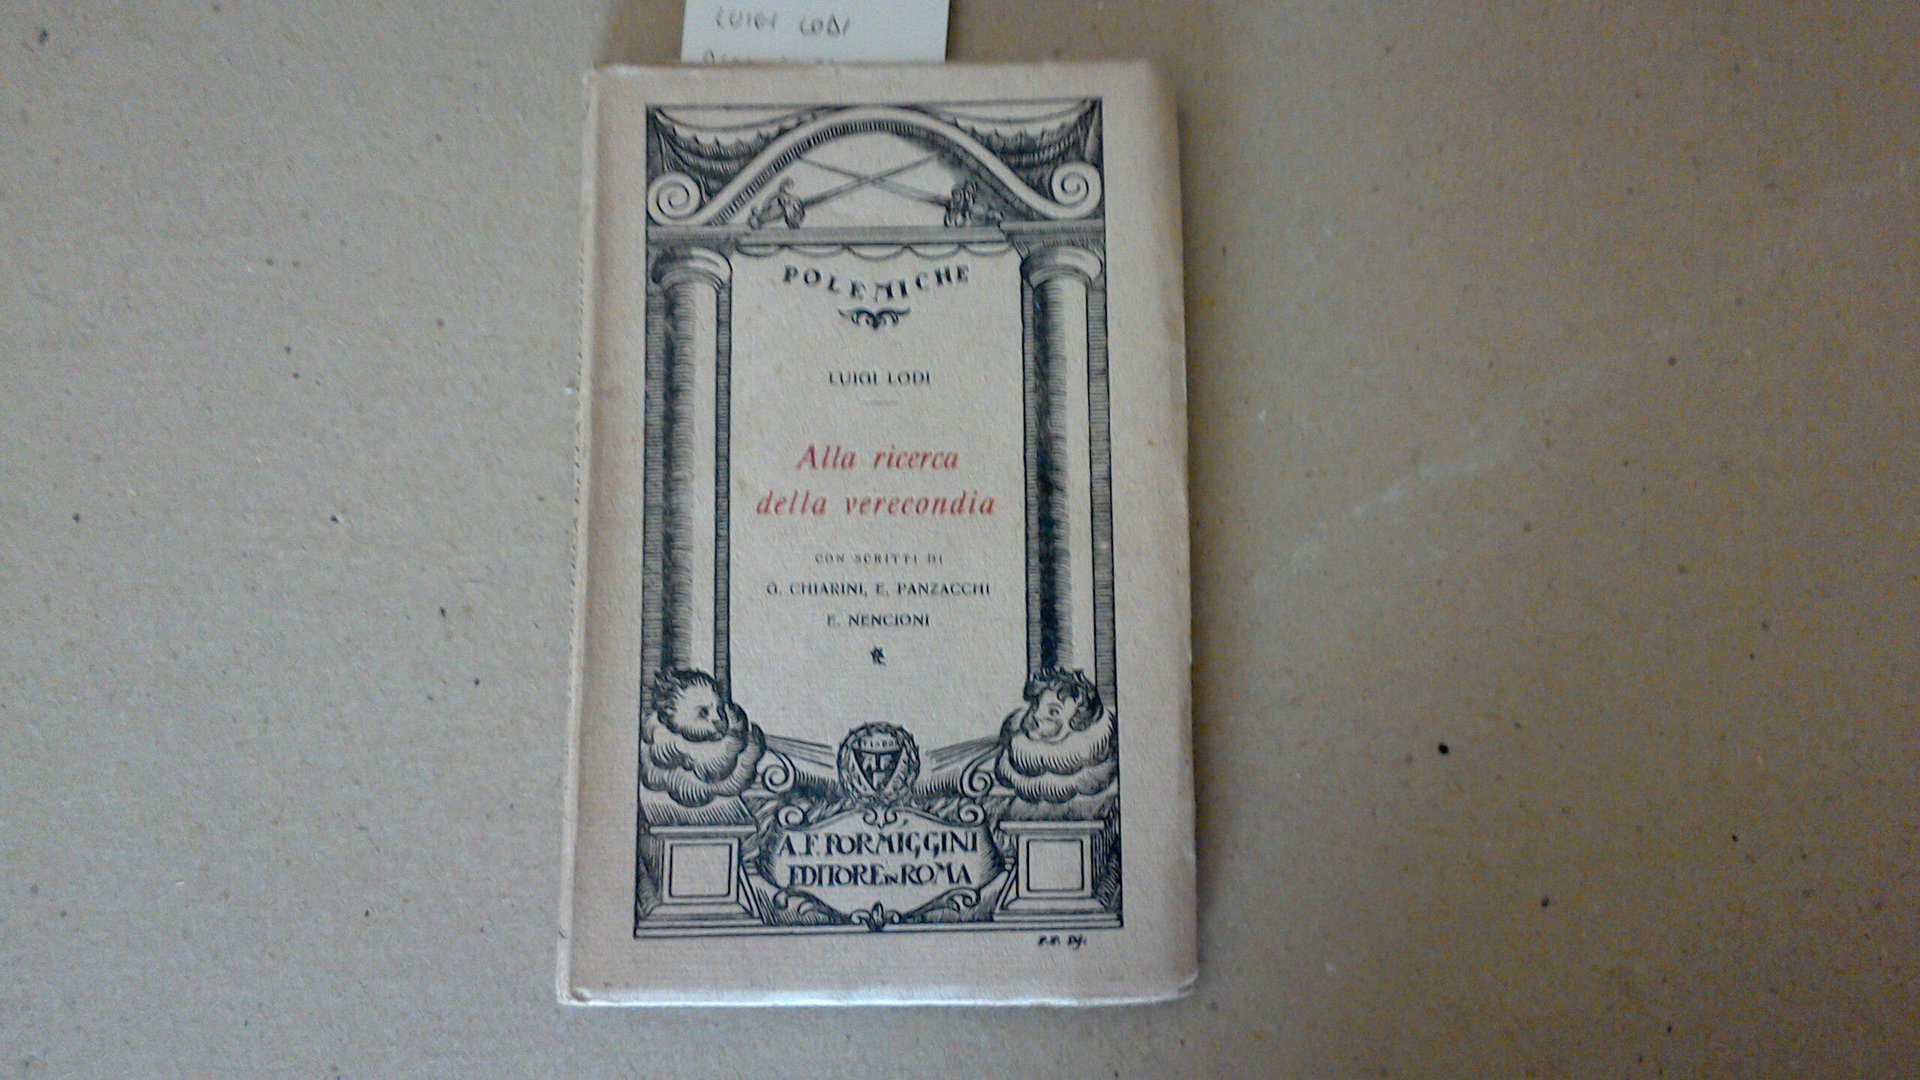 LUIGI LODI
POLEMICHE
LUIGI LODI
Alla ricerca
della verecondia
CON SCRITTI DI
G. CHIARINI, E. PANZACCHI
E. NENCIONI
A.F. FORMIGGINI
EDITORE IN ROMA